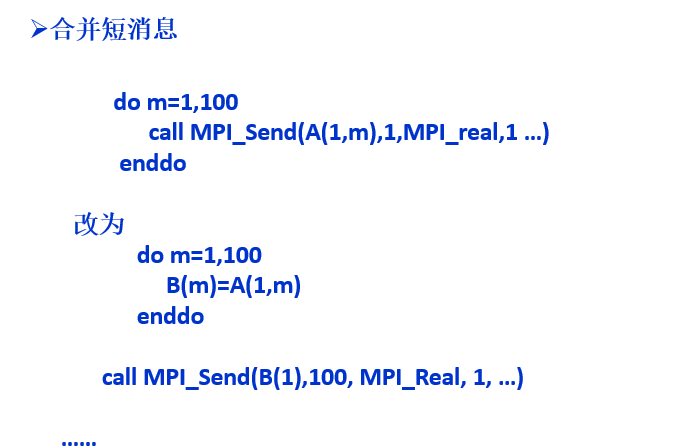 ➢合并短消息
do m=1,100
call MPI_Send(A(1,m),1,MPI_real,1 ...)
enddo
改为
do m=1,100
B(m)=A(1,m)
enddo
call MPI_Send(B(1),100, MPI_Real, 1, ...)
......